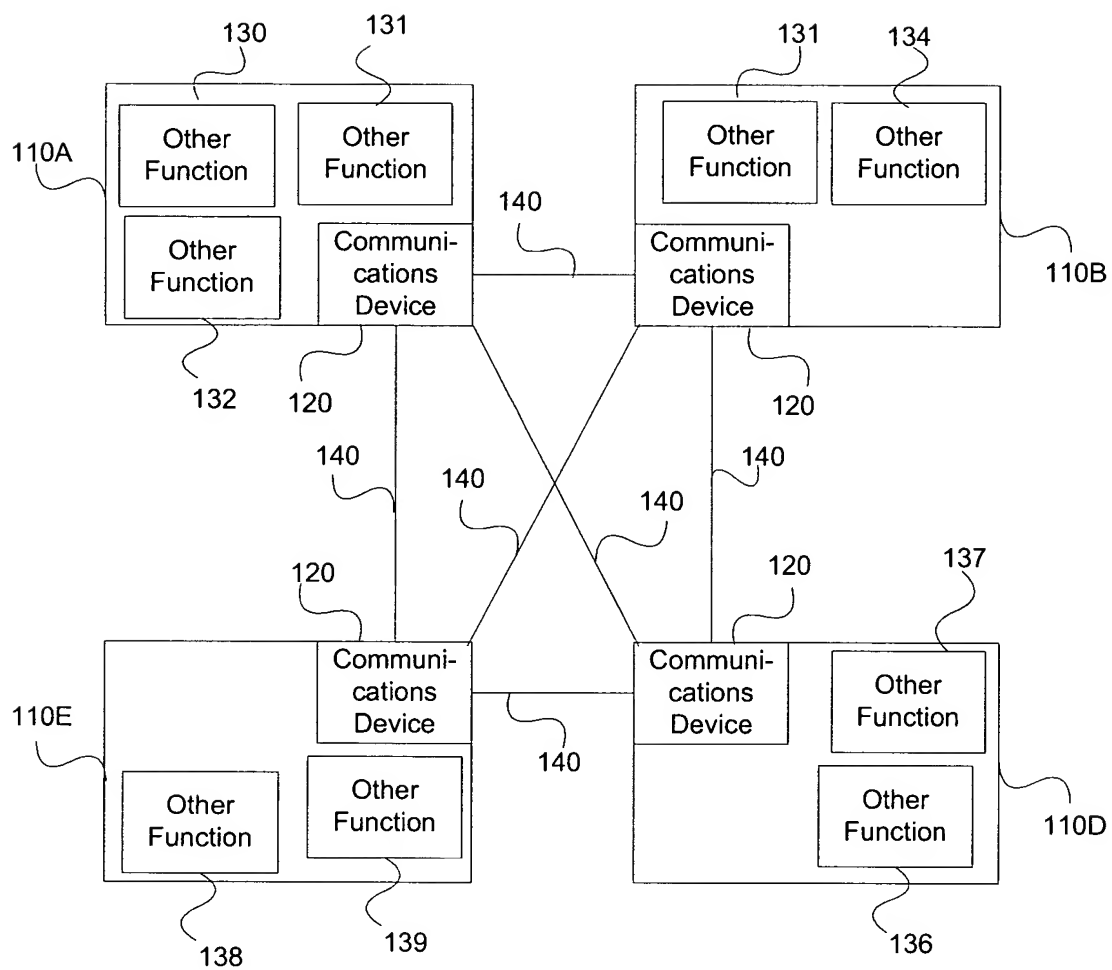 130
131
131
134
Other
Function
Other
Function
Other
Function
Other
Function
110A
Other
Function
Communi-
cations
Device
140
Communi-
cations
Device
110B
132
120
120
140
140
140
140
120
120
137
Communi-
cations
Device
Communi-
cations
Device
Other
Function
110E
140
Other
Function
Other
Function
Other
Function
110D
138
139
136